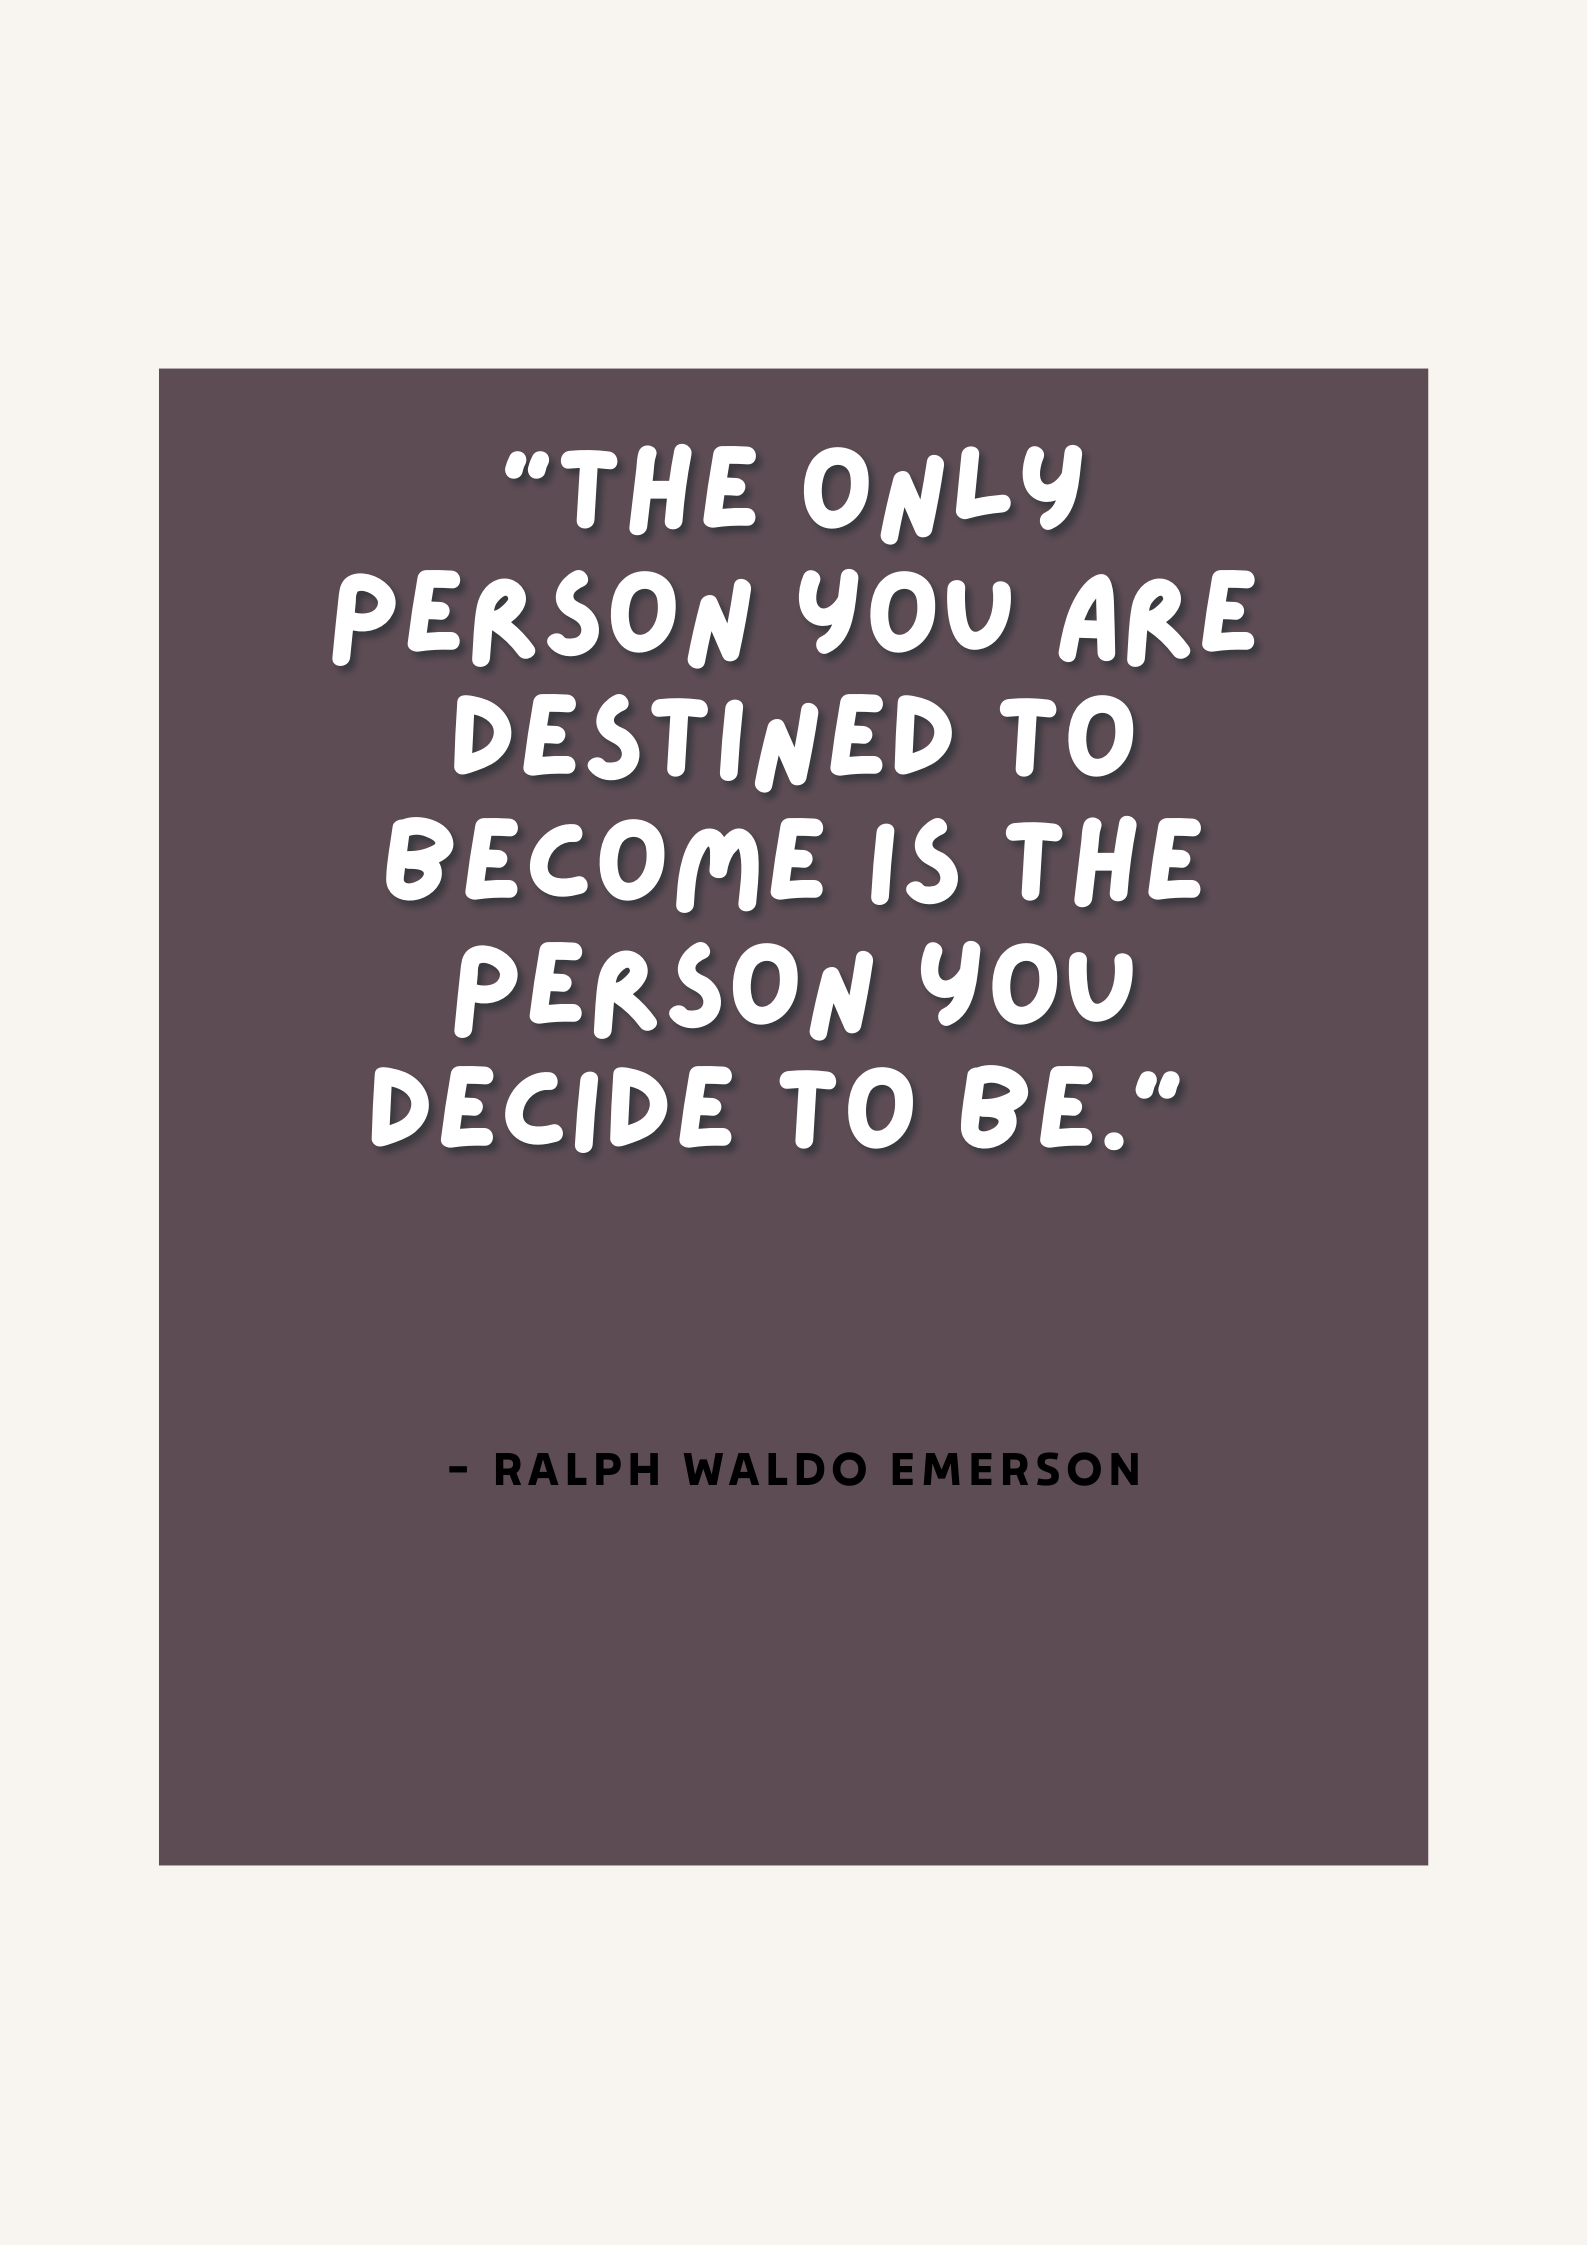 “THE ONLY
PERSON YOU ARE
DESTINED TO
BECOME IS THE
PERSON YOU
DECIDE TO BE.”
- RALPH WALDO EMERSON